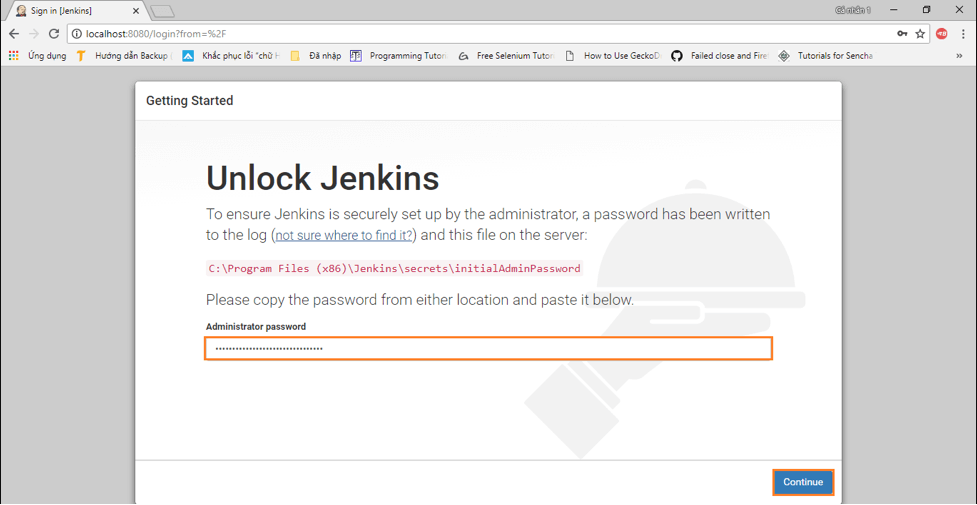 Sign in [Jenkins]
Cá nhân 1
localhost:8080/login?from=%2F
Ứng dụng
Hướng dẫn Backup
Khắc phục lỗi "chữ H
Đã nhập
Programming Tutori
Free Selenium Tutori
How to Use GeckoD
Failed close and Fire
Tutorials for Sencha
»
Getting Started
Unlock Jenkins
To ensure Jenkins is securely set up by the administrator, a password has been written
to the log (not sure where to find it?) and this file on the server:
C:\Program Files (x86)\Jenkins\secrets\initialAdminPassword
Please copy the password from either location and paste it below.
Administrator password
Continue